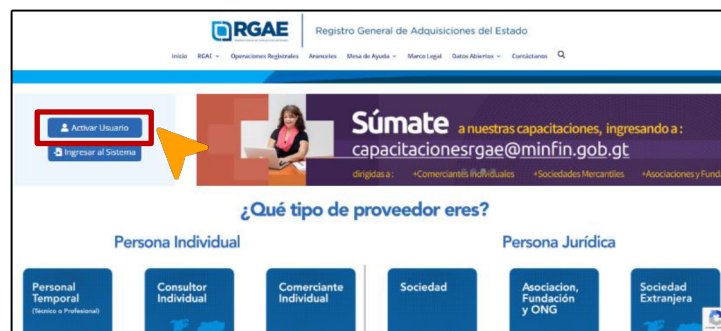 RGAE
Registro General de Adquisiciones del Estado
Inicio RGAE Operaciones Registrales Aranceles Mesa de Ayuda Marco Legal Datos Abiertos Contáctanos
Activar Usuario
Ingresar al Sistema
Súmate a nuestras capacitaciones, ingresando a :
capacitacionesrgae@minfin.gob.gt
dirigidas a : +Comerciantes Individuales +Sociedades Mercantiles +Asociaciones y Fund
¿Qué tipo de proveedor eres?
Persona Individual
Persona Jurídica
Personal
Temporal
(Técnico o Profesional)
Consultor
Individual
Comerciante
Individual
Sociedad
Asociacion,
Fundación
y ONG
Sociedad
Extranjera